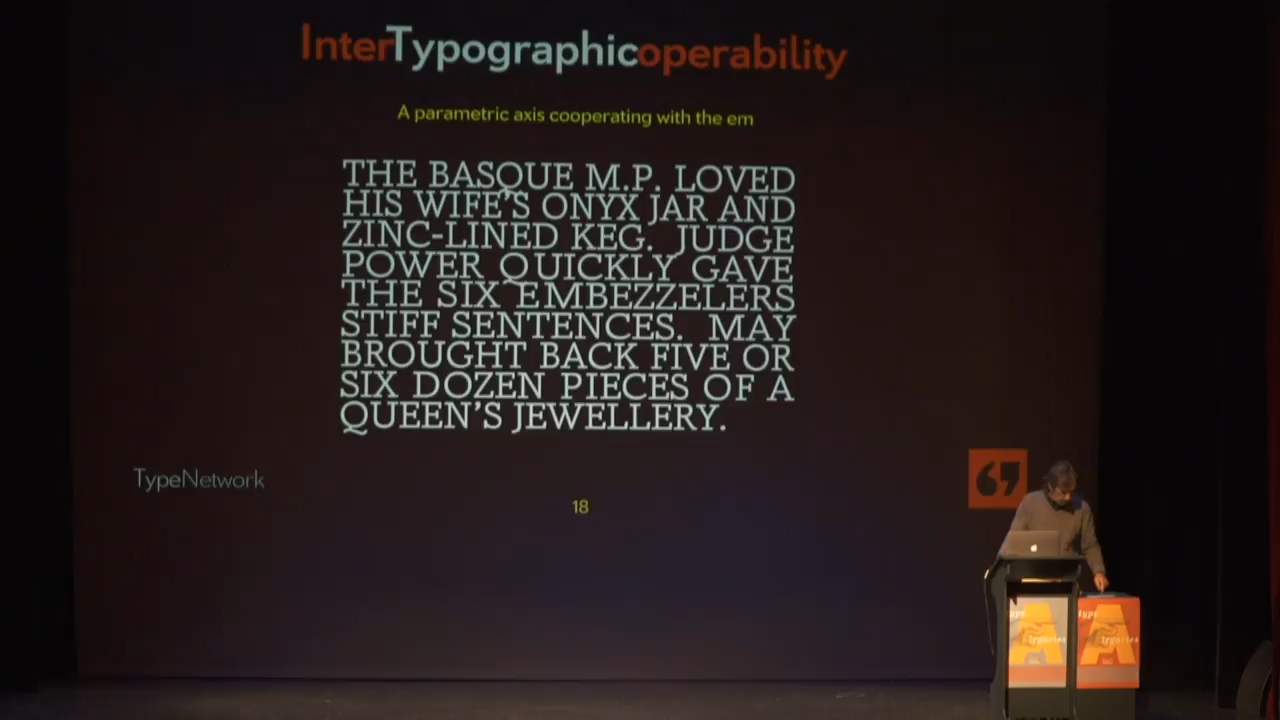 InterTypographicoperability
A parametric axis cooperating with the em
THE BASQUE M.P. LOVED
HIS WIFE'S ONYX JAR AND
ZINC-LINED KEG. JUDGE
POWER QUICKLY GAVE
THE SIX EMBEZZELERS
STIFF SENTENCES. MAY
BROUGHT BACK FIVE OR
SIX DOZEN PIECES OF A
QUEEN'S JEWELLERY.
TypeNetwork
18